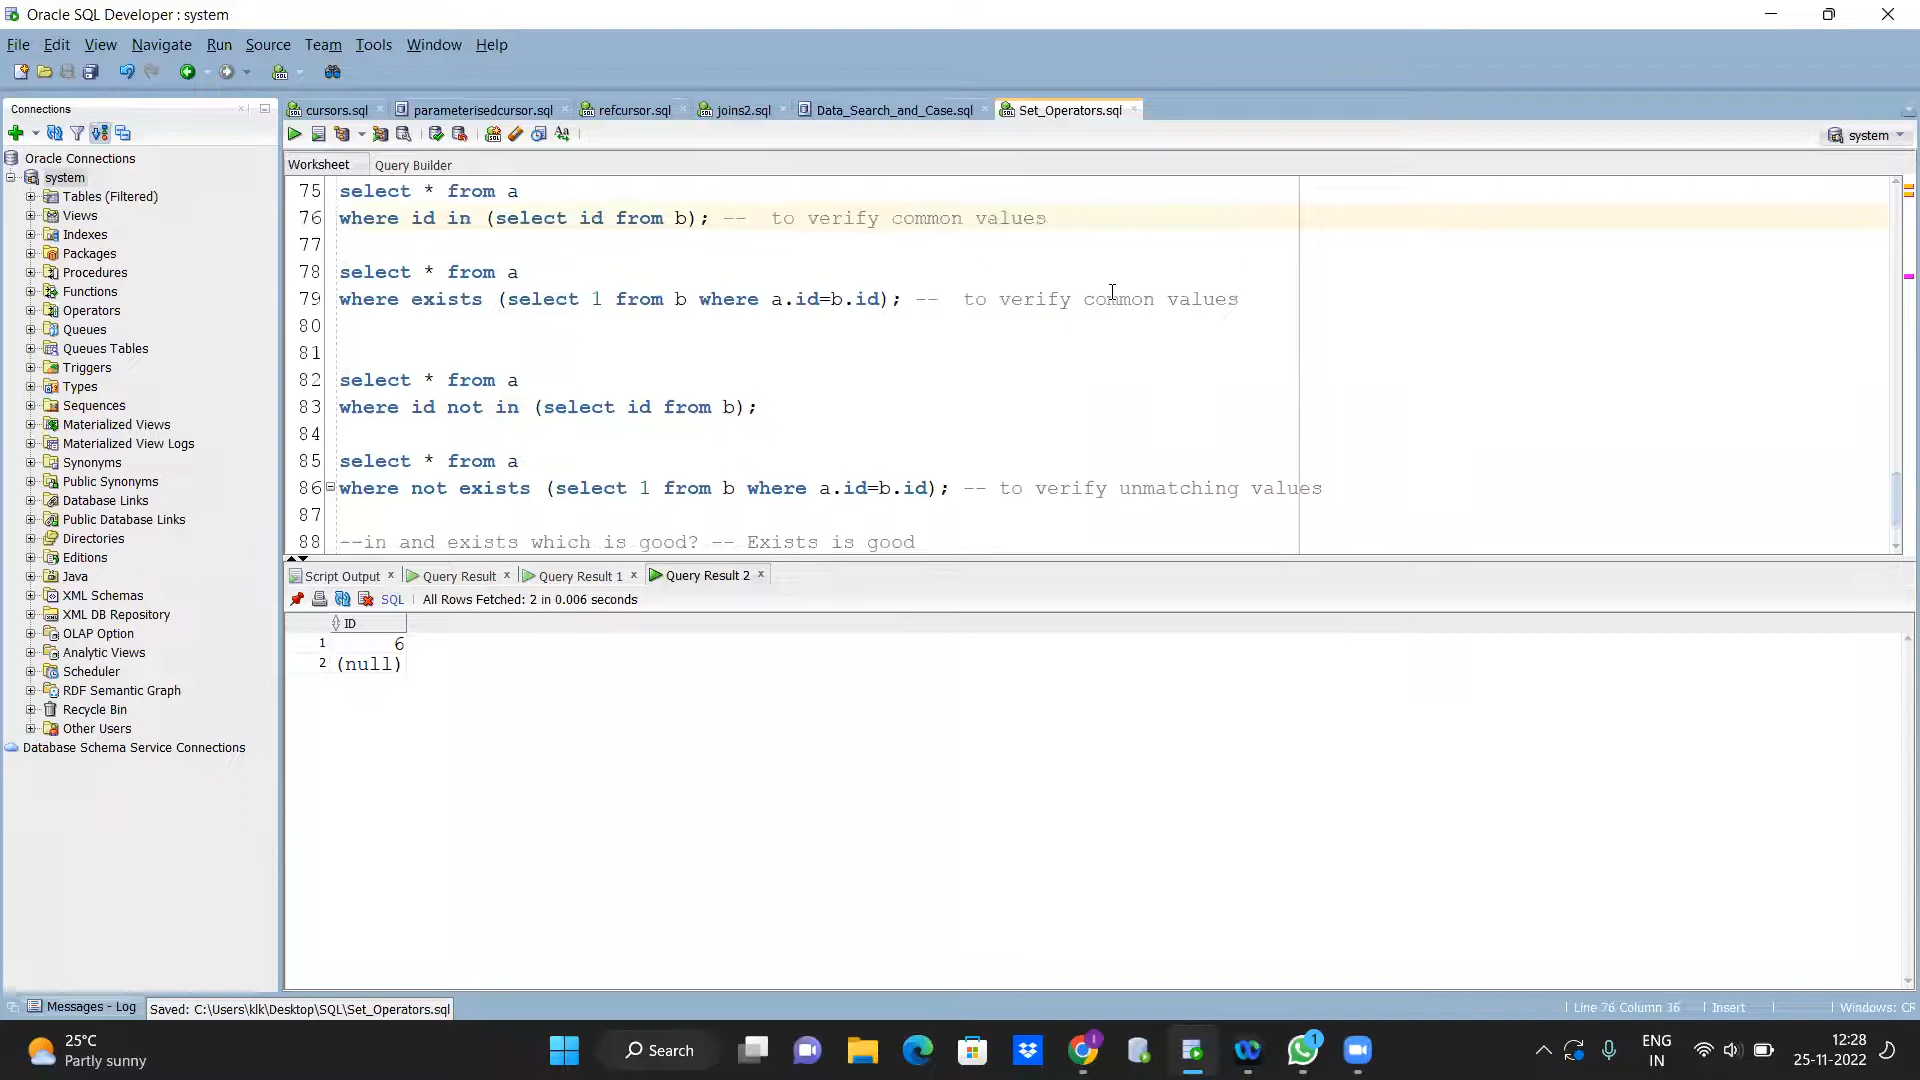 Oracle SQL Developer : system
File Edit View Navigate Run Source Team Tools Window Help
Connections
cursors.sql parameterisedcursor.sql refcursor.sql joins2.sql Data_Search_and_Case.sql Set_Operators.sql
system
Oracle Connections
system
Tables (Filtered)
Views
Indexes
Packages
Procedures
Functions
Operators
Queues
Queues Tables
Triggers
Types
Sequences
Materialized Views
Materialized View Logs
Synonyms
Public Synonyms
Database Links
Public Database Links
Directories
Editions
Java
XML Schemas
XML DB Repository
OLAP Option
Analytic Views
Scheduler
RDF Semantic Graph
Recycle Bin
Other Users
Database Schema Service Connections
Worksheet Query Builder
75 select * from a
76 where id in (select id from b); --  to verify common values
77
78 select * from a
79 where exists (select 1 from b where a.id=b.id); --  to verify common values
80
81
82 select * from a
83 where id not in (select id from b);
84
85 select * from a
86 where not exists (select 1 from b where a.id=b.id); -- to verify unmatching values
87
88 --in and exists which is good? -- Exists is good
Script Output Query Result Query Result 1 Query Result 2
SQL All Rows Fetched: 2 in 0.006 seconds
ID
1 6
2 (null)
Messages - Log
Saved: C:\Users\klk\Desktop\SQL\Set_Operators.sql
Line 76 Column 36 Insert Windows: CF
25°C
Partly sunny
Search
1
ENG
IN
12:28
25-11-2022